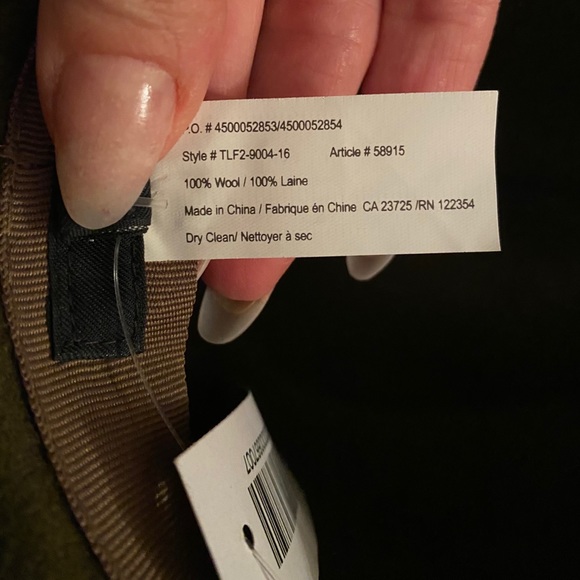 .O. # 4500052853/4500052854
Style # TLF2-9004-16 Article # 58915
100% Wool / 100% Laine
Made in China / Fabrique én Chine CA 23725 /RN 122354
Dry Clean/ Nettoyer à sec